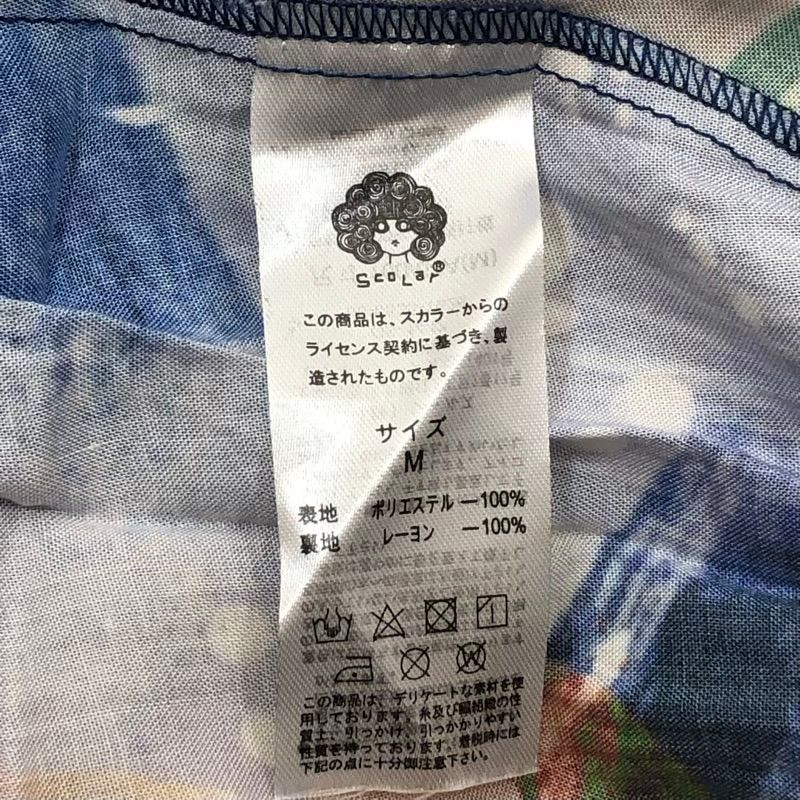 ScoLar®
この商品は、スカラーからの
ライセンス契約に基づき、製
造されたものです。
サイズ
M
表地 ポリエステル ー100%
裏地 レーヨン ー100%
この商品は、デリケートな素材を使
用しております。糸及び繊組織の性
質上、引っかけ、引っかかりやすい
性質を持っております。着税時には
下記の点に十分御注意ください。